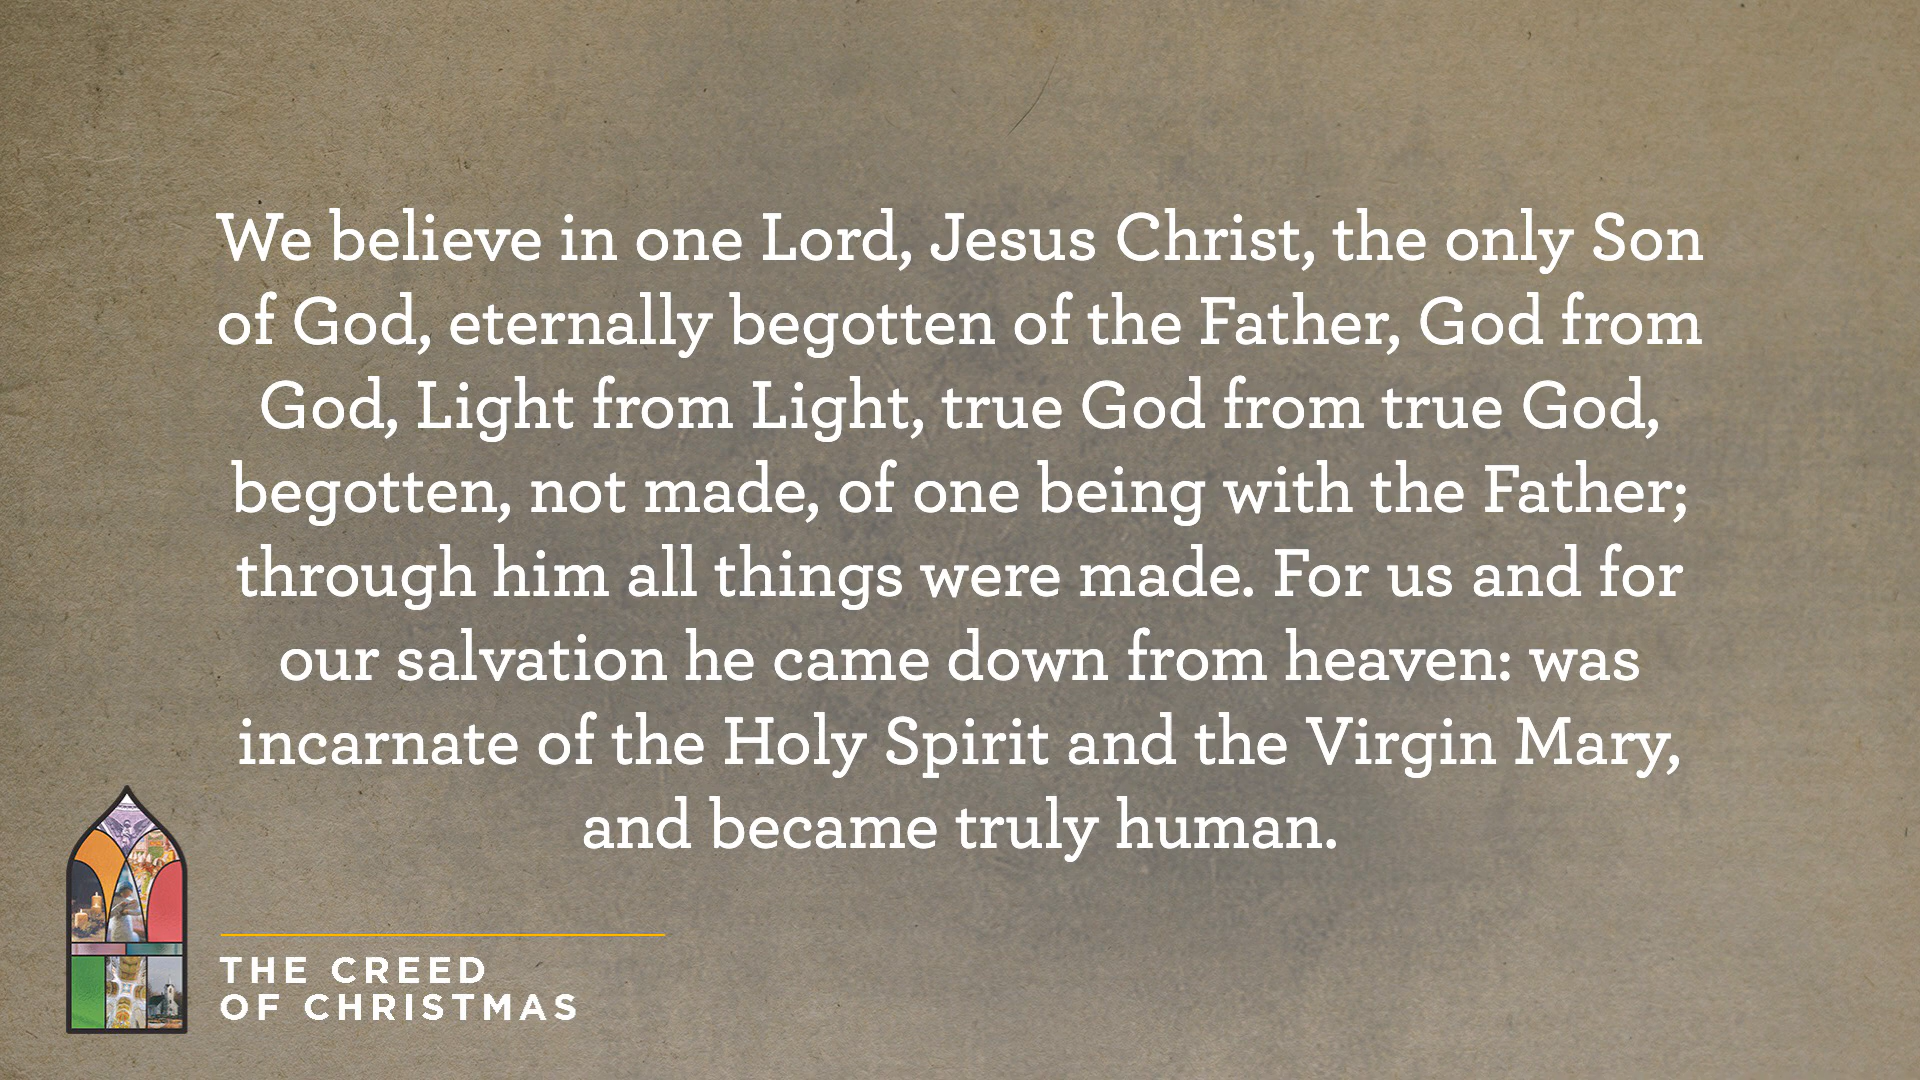 We believe in one Lord, Jesus Christ, the only Son
of God, eternally begotten of the Father, God from
God, Light from Light, true God from true God,
begotten, not made, of one being with the Father;
through him all things were made. For us and for
our salvation he came down from heaven: was
incarnate of the Holy Spirit and the Virgin Mary,
and became truly human.
THE CREED
OF CHRISTMAS